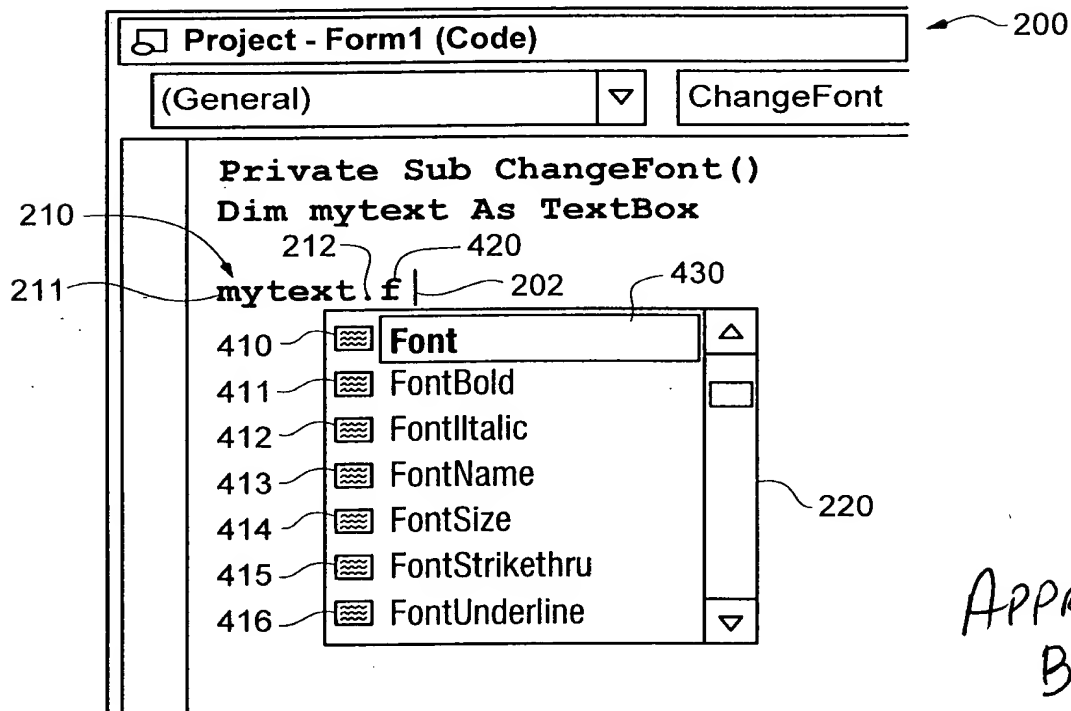 Project - Form1 (Code)
200
(General) ChangeFont
Private Sub ChangeFont()
Dim mytext As TextBox
210
212 420
211 mytext.f 202
430
410 Font
411 FontBold
412 FontIItalic
413 FontName
414 FontSize
220
415 FontStrikethru
416 FontUnderline